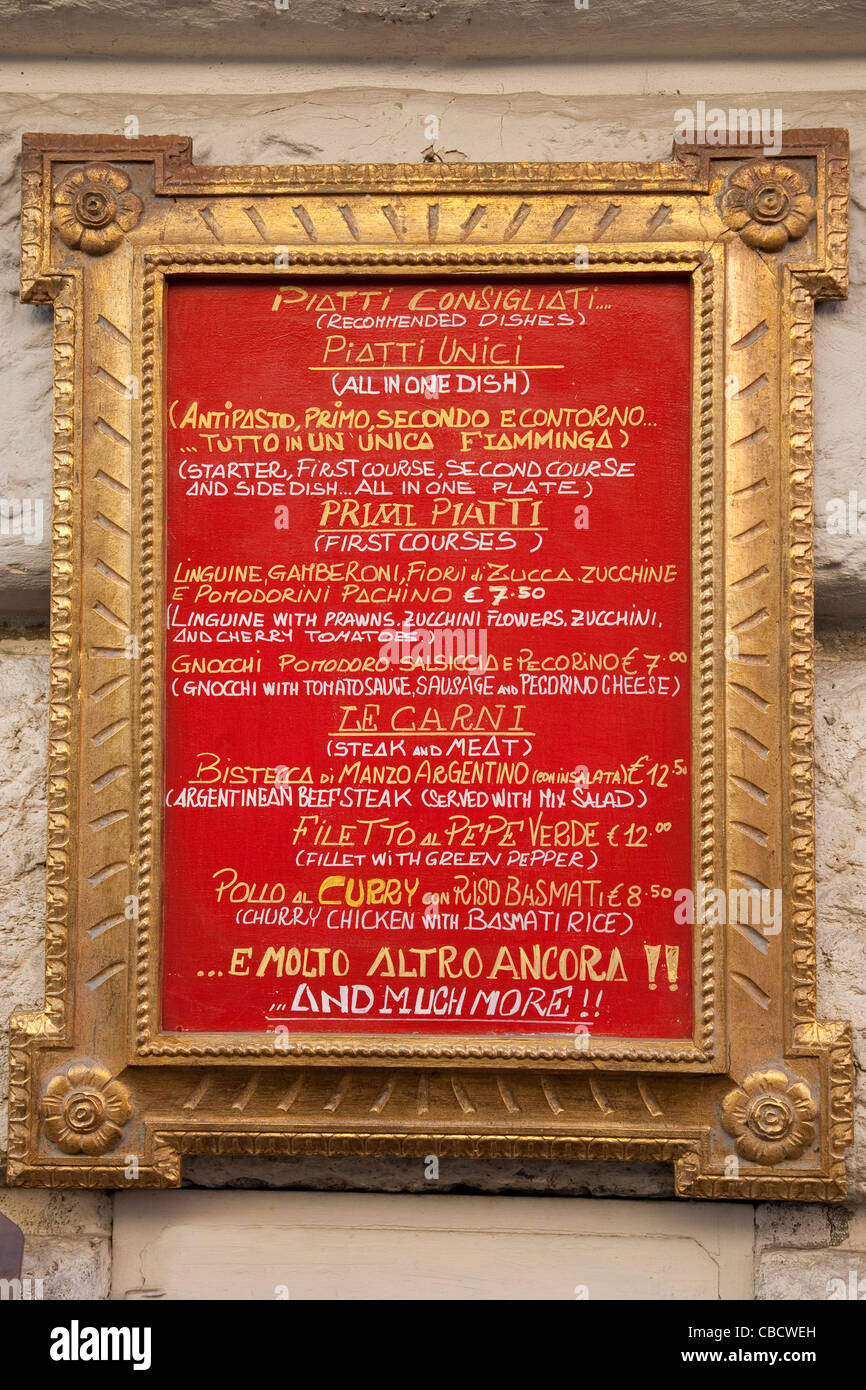 PIATTI CONSIGLIATI....
(RECOMMENDED DISHES)
PIATTI UNICI
(ALL IN ONE DISH)
(ANTIPASTO, PRIMO, SECONDO E CONTORNO...
... TUTTO IN UN' UNICA FIAMMINGA)
(STARTER, FIRST COURSE, SECOND COURSE
AND SIDE DISH... ALL IN ONE PLATE)
PRIMI PIATTI
(FIRST COURSES)
LINGUINE, GAMBERONI, FIORI di ZUCCA. ZUCCHINE
E POMODORINI PACHINO € 7.50
(LINGUINE WITH PRAWNS. ZUCCHINI FLOWERS. ZUCCHINI,
AND CHERRY TOMATOES)
GNOCCHI POMODORO. SALSICCIA E PECORINO € 7.00
(GNOCCHI WITH TOMATO SAUCE, SAUSAGE AND PECORINO CHEESE)
LE CARNI
(STEAK AND MEAT)
BISTECCA di MANZO ARGENTINO (CON INSALATA) € 12.50
(ARGENTINEAN BEEF STEAK (SERVED WITH MIX SALAD)
FILETTO AL PEPE VERDE € 12.00
(FILLET WITH GREEN PEPPER)
POLLO AL CURRY CON RISO BASMATI € 8.50
(CHURRY CHICKEN WITH BASMATI RICE)
... E MOLTO ALTRO ANCORA !!
... AND MUCH MORE !!
alamy
Image ID: CBCWEH
www.alamy.com